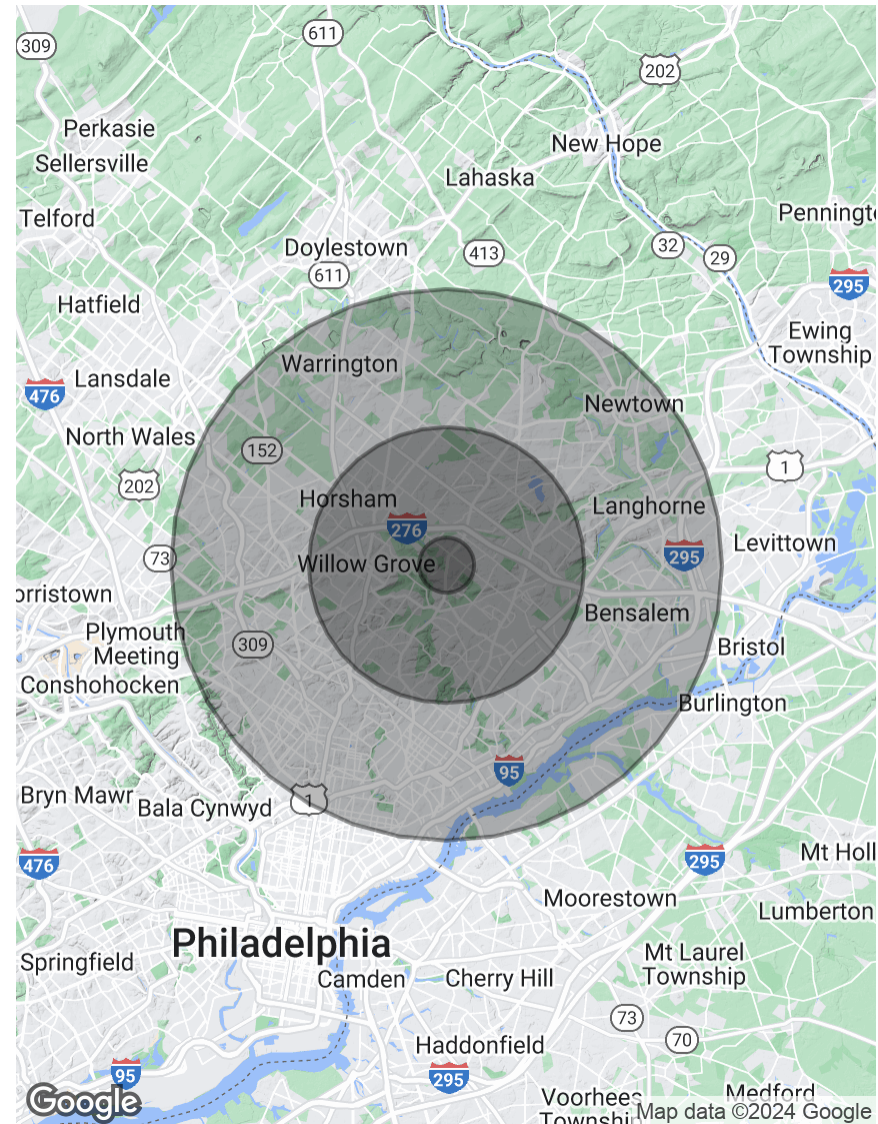 309
611
202
Perkasie
New Hope
Sellersville
Lahaska
Telford
Penningto
32
Doylestown
413
29
611
295
Hatfield
Ewing
Township
Warrington
Lansdale
476
Newtown
North Wales
152
1
202
Horsham
Langhorne
276
Levittown
73
Willow Grove
295
orristown
Bensalem
Plymouth
Meeting
309
Bristol
Conshohocken
Burlington
95
Bryn Mawr
Bala Cynwyd
1
476
295
Mt Holl
Moorestown
Lumberton
Philadelphia
Springfield
Mt Laurel
Township
Camden
Cherry Hill
73
70
Haddonfield
95
295
Voorhees
Township
Medford
Google
Map data ©2024 Google